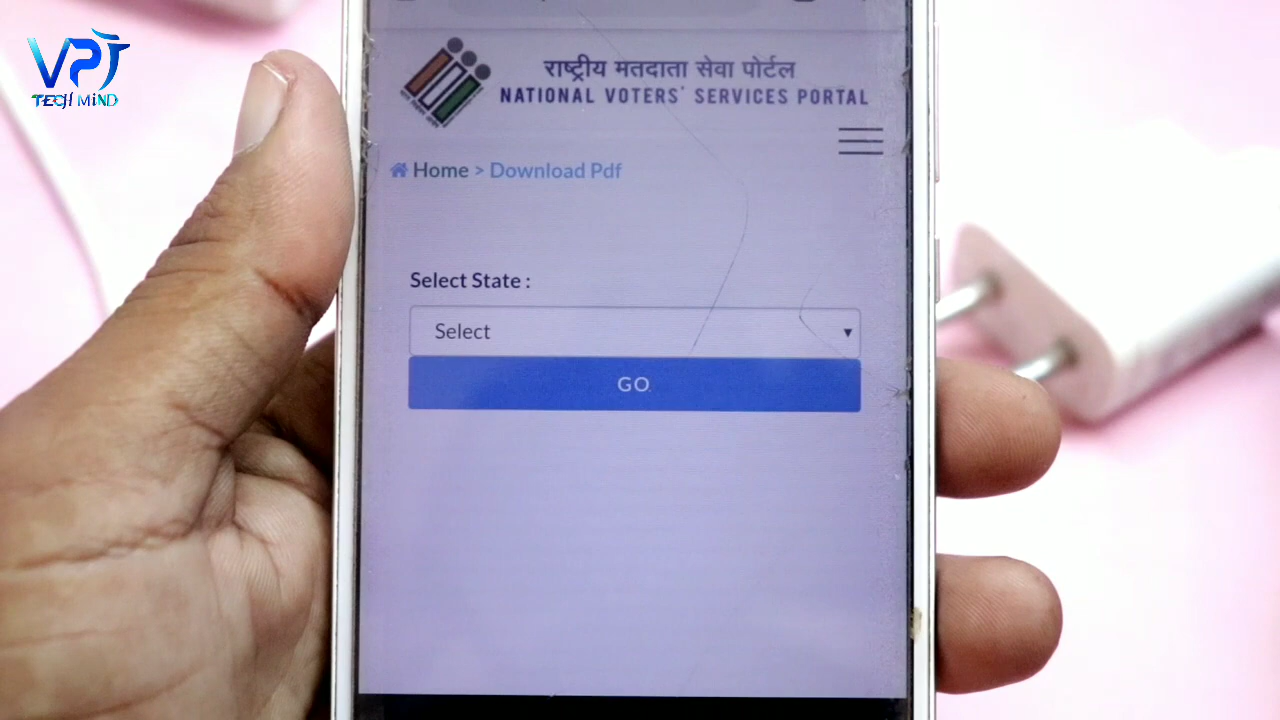 VPT
TECH MIND
राष्ट्रीय मतदाता सेवा पोर्टल
NATIONAL VOTERS' SERVICES PORTAL
Home > Download Pdf
Select State :
Select
GO